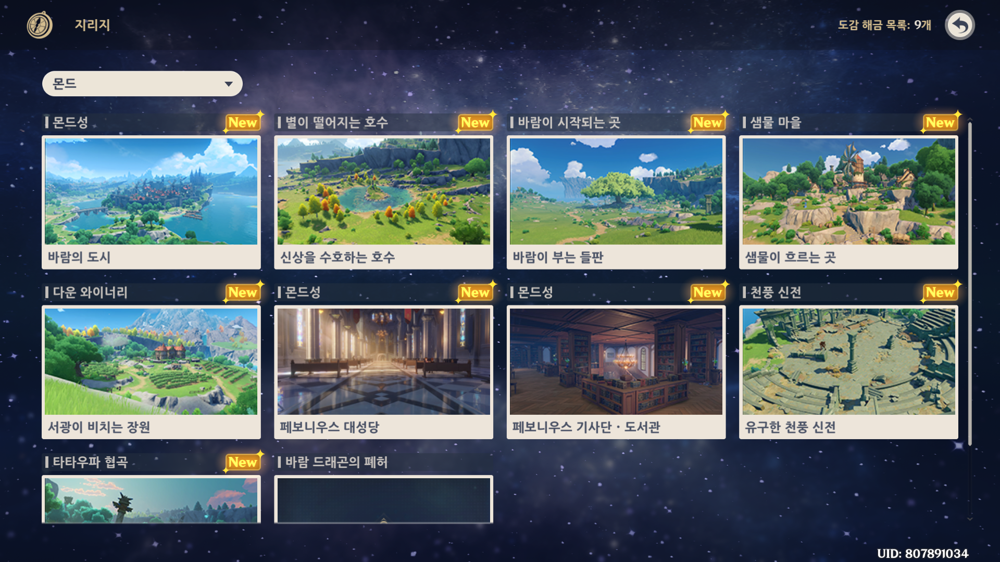 지리지
도감 해금 목록: 9개
몬드
몬드성 New
별이 떨어지는 호수 New
바람이 시작되는 곳 New
샘물 마을 New
바람의 도시
신상을 수호하는 호수
바람이 부는 들판
샘물이 흐르는 곳
다운 와이너리 New
몬드성 New
몬드성 New
천풍 신전 New
서광이 비치는 장원
페보니우스 대성당
페보니우스 기사단 · 도서관
유구한 천풍 신전
타타우파 협곡 New
바람 드래곤의 폐허
UID: 807891034